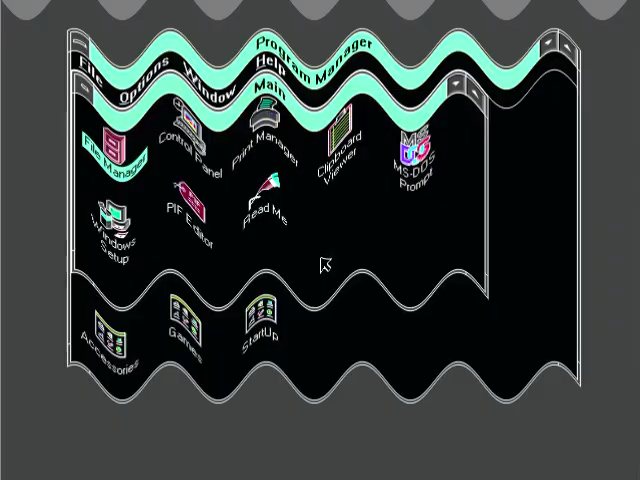 Program Manager
File Options Window Help
Main
File Manager
Control Panel
Print Manager
Clipboard
Viewer
MS-DOS
Prompt
Windows
Setup
PIF Editor
Read Me
Accessories
Games
StartUp